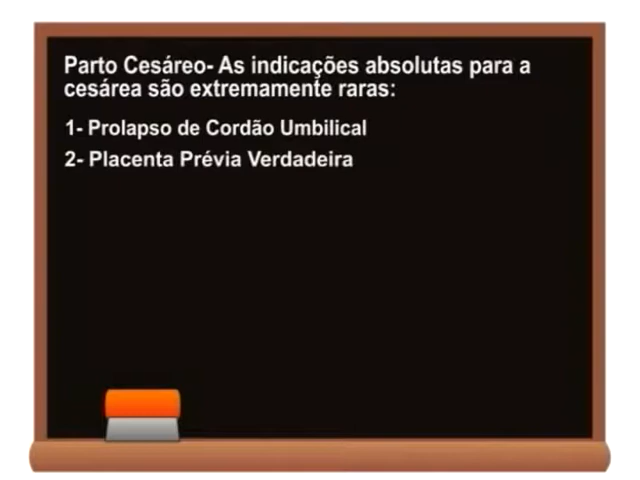 Parto Cesáreo- As indicações absolutas para a
cesárea são extremamente raras:
1- Prolapso de Cordão Umbilical
2- Placenta Prévia Verdadeira